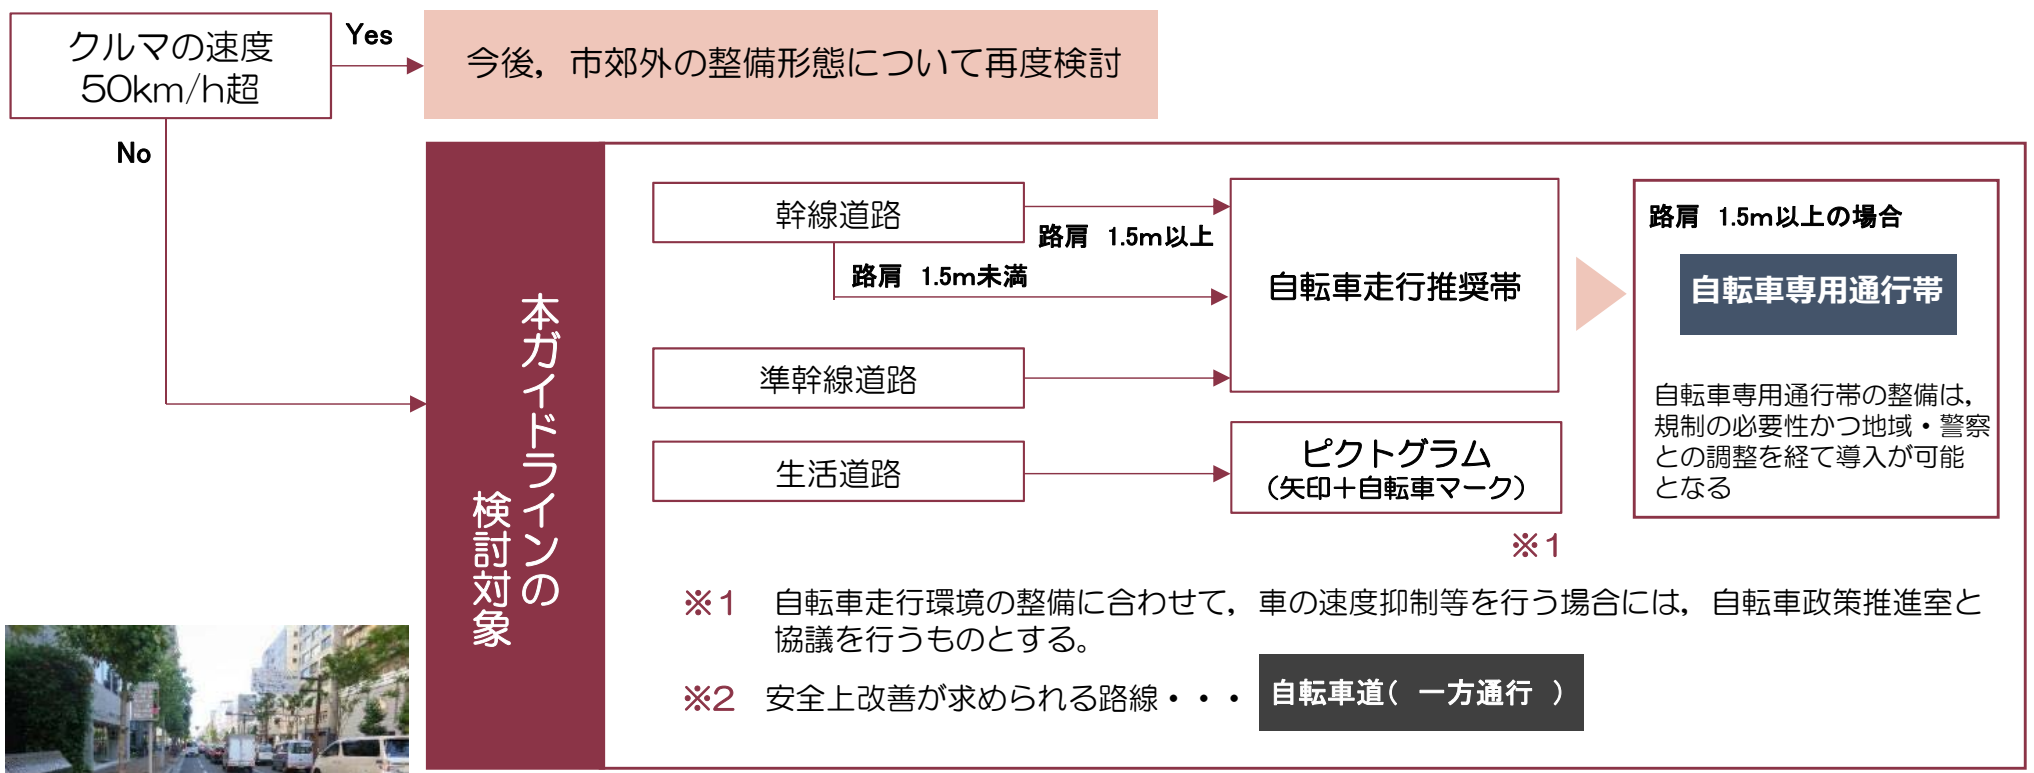 クルマの速度
50km/h超
Yes
今後，市郊外の整備形態について再度検討
No
本ガイドラインの
検討対象
幹線道路
路肩 1.5m以上
路肩 1.5m未満
自転車走行推奨帯
準幹線道路
生活道路
ピクトグラム
（矢印＋自転車マーク）
※1
路肩 1.5m以上の場合
自転車専用通行帯
自転車専用通行帯の整備は，
規制の必要性かつ地域・警察
との調整を経て導入が可能
となる
※1 自転車走行環境の整備に合わせて，車の速度抑制等を行う場合には，自転車政策推進室と
協議を行うものとする。
※2 安全上改善が求められる路線・・・ 自転車道( 一方通行 )